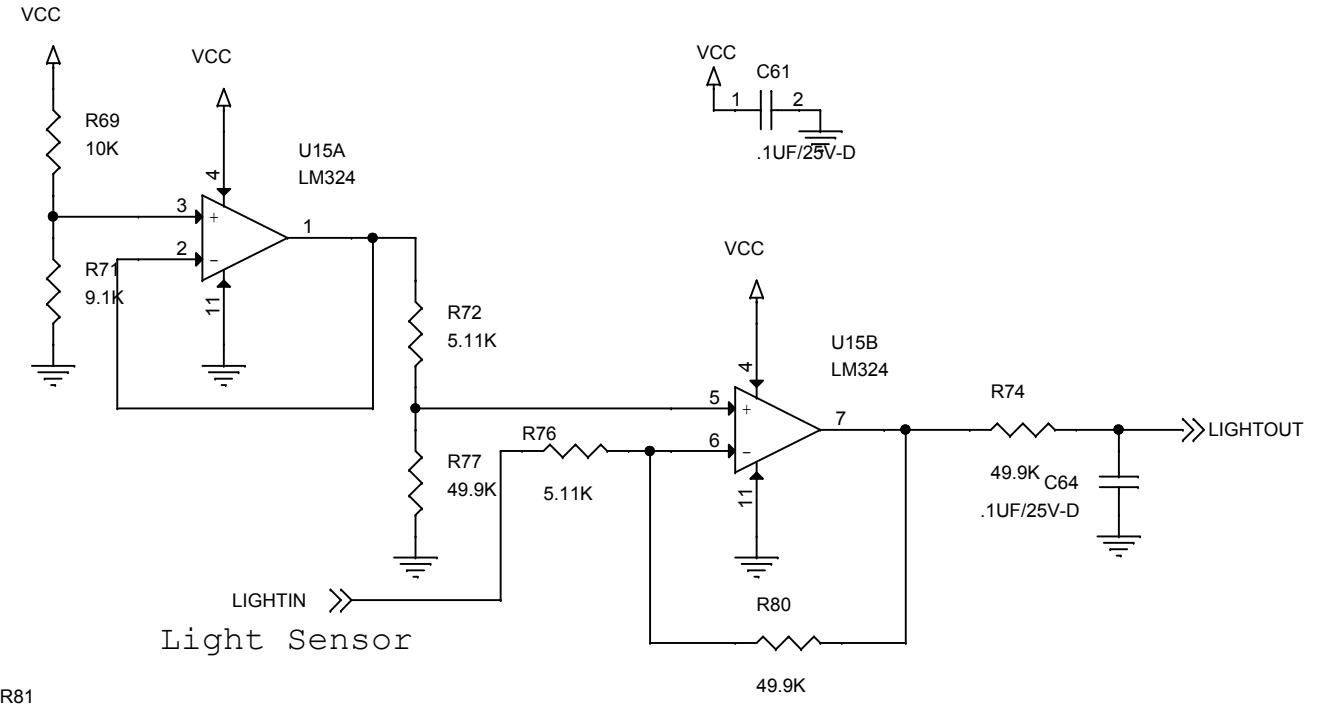 VCC
VCC
VCC
C61
1
2
.1UF/25V-D
R69
10K
U15A
LM324
4
3
+
1
2
-
R71
9.1K
11
R72
5.11K
VCC
U15B
LM324
4
5
+
7
6
-
11
R74
49.9K
LIGHTOUT
C64
.1UF/25V-D
R76
5.11K
R77
49.9K
LIGHTIN
Light Sensor
R80
49.9K
R81